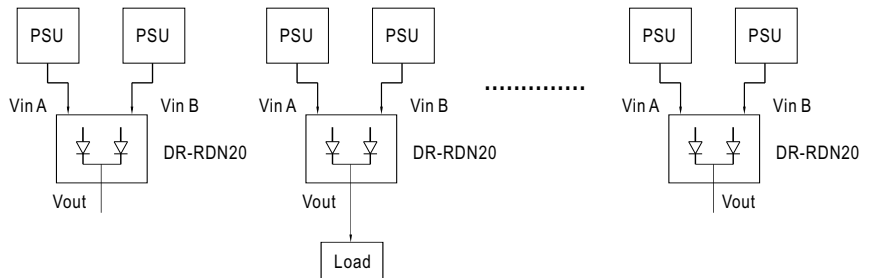 PSU PSU PSU PSU PSU PSU
Vin A Vin B Vin A Vin B .............. Vin A Vin B
DR-RDN20 DR-RDN20 DR-RDN20
Vout Vout Vout
Load